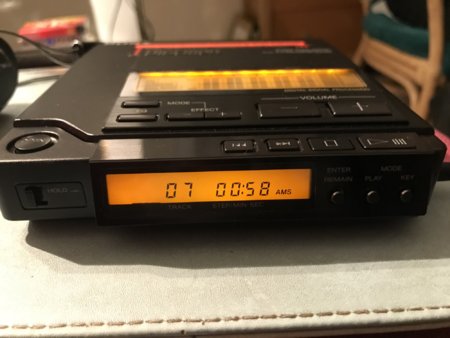 DIGITAL SIGNAL PROCESSOR
MODE
EFFECT
VOLUME
HOLD
07 00:58 AMS
TRACK STEP/MIN SEC
ENTER MODE
REMAIN PLAY KEY